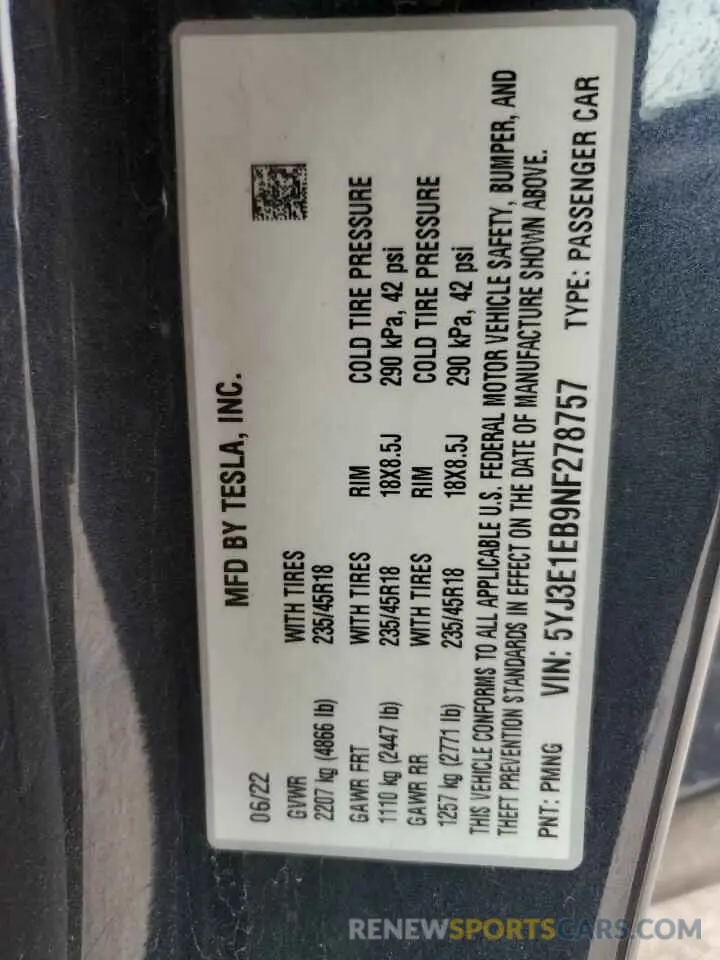 MFD BY TESLA, INC.
06/22
GVWR WITH TIRES
2207 kg (4866 lb) 235/45R18
GAWR FRT WITH TIRES RIM COLD TIRE PRESSURE
1110 kg (2447 lb) 235/45R18 18X8.5J 290 kPa, 42 psi
GAWR RR WITH TIRES RIM COLD TIRE PRESSURE
1257 kg (2771 lb) 235/45R18 18X8.5J 290 kPa, 42 psi
THIS VEHICLE CONFORMS TO ALL APPLICABLE U.S. FEDERAL MOTOR VEHICLE SAFETY, BUMPER, AND
THEFT PREVENTION STANDARDS IN EFFECT ON THE DATE OF MANUFACTURE SHOWN ABOVE.
PNT: PMNG VIN: 5YJ3E1EB9NF278757 TYPE: PASSENGER CAR
RENEWSPORTSCARS.COM